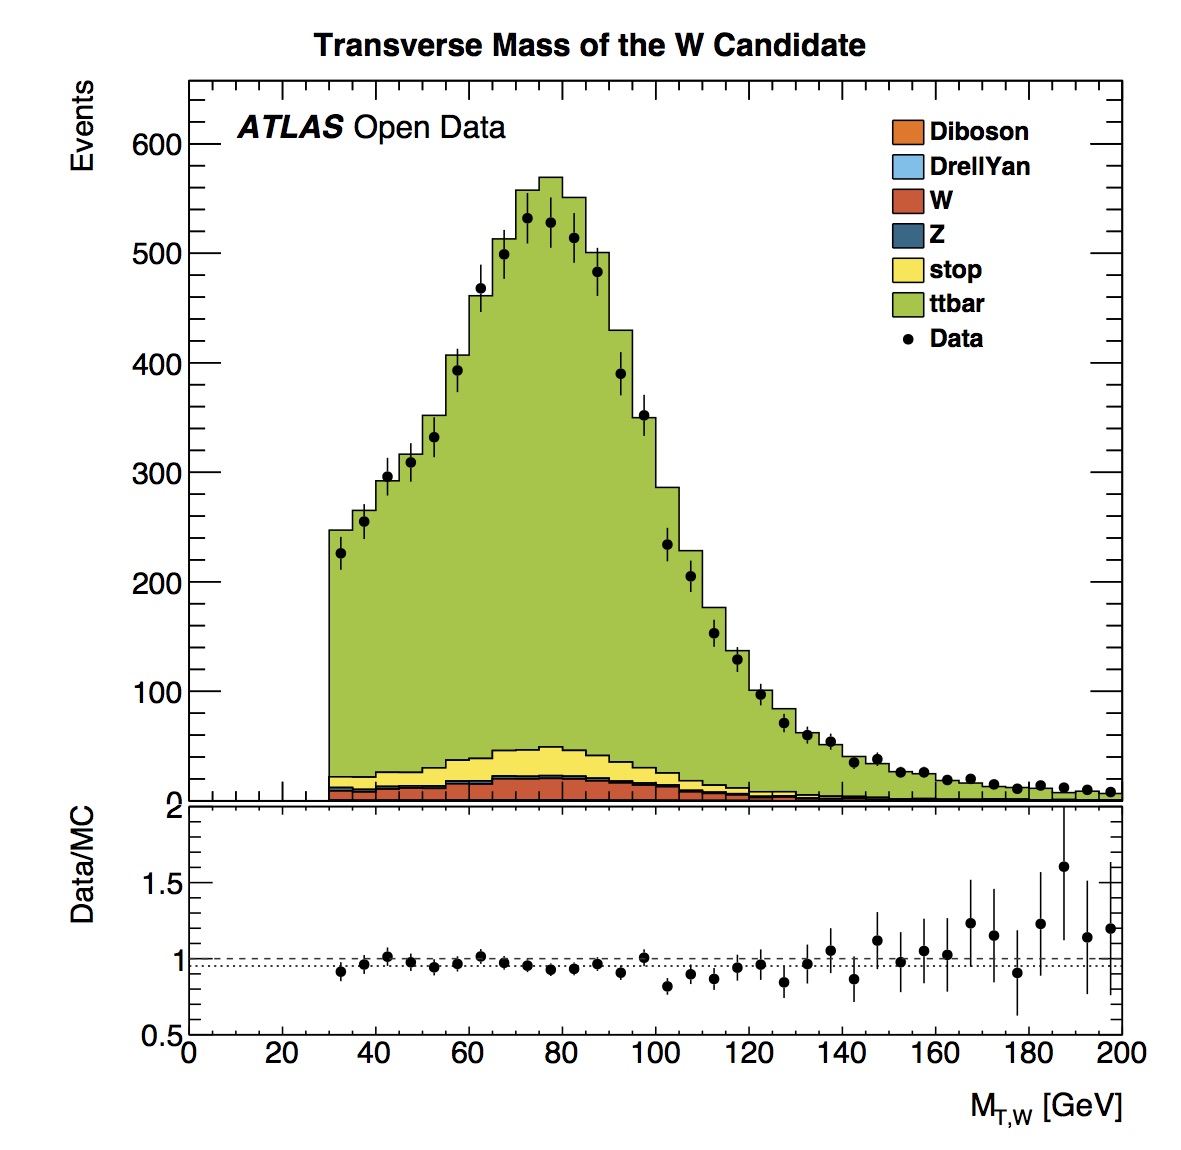 Transverse Mass of the W Candidate
Events
ATLAS Open Data
600
500
400
300
200
100
0
Diboson
DrellYan
W
Z
stop
ttbar
Data
Data/MC
2
1.5
1
0.5
0 20 40 60 80 100 120 140 160 180 200
M_T,W [GeV]